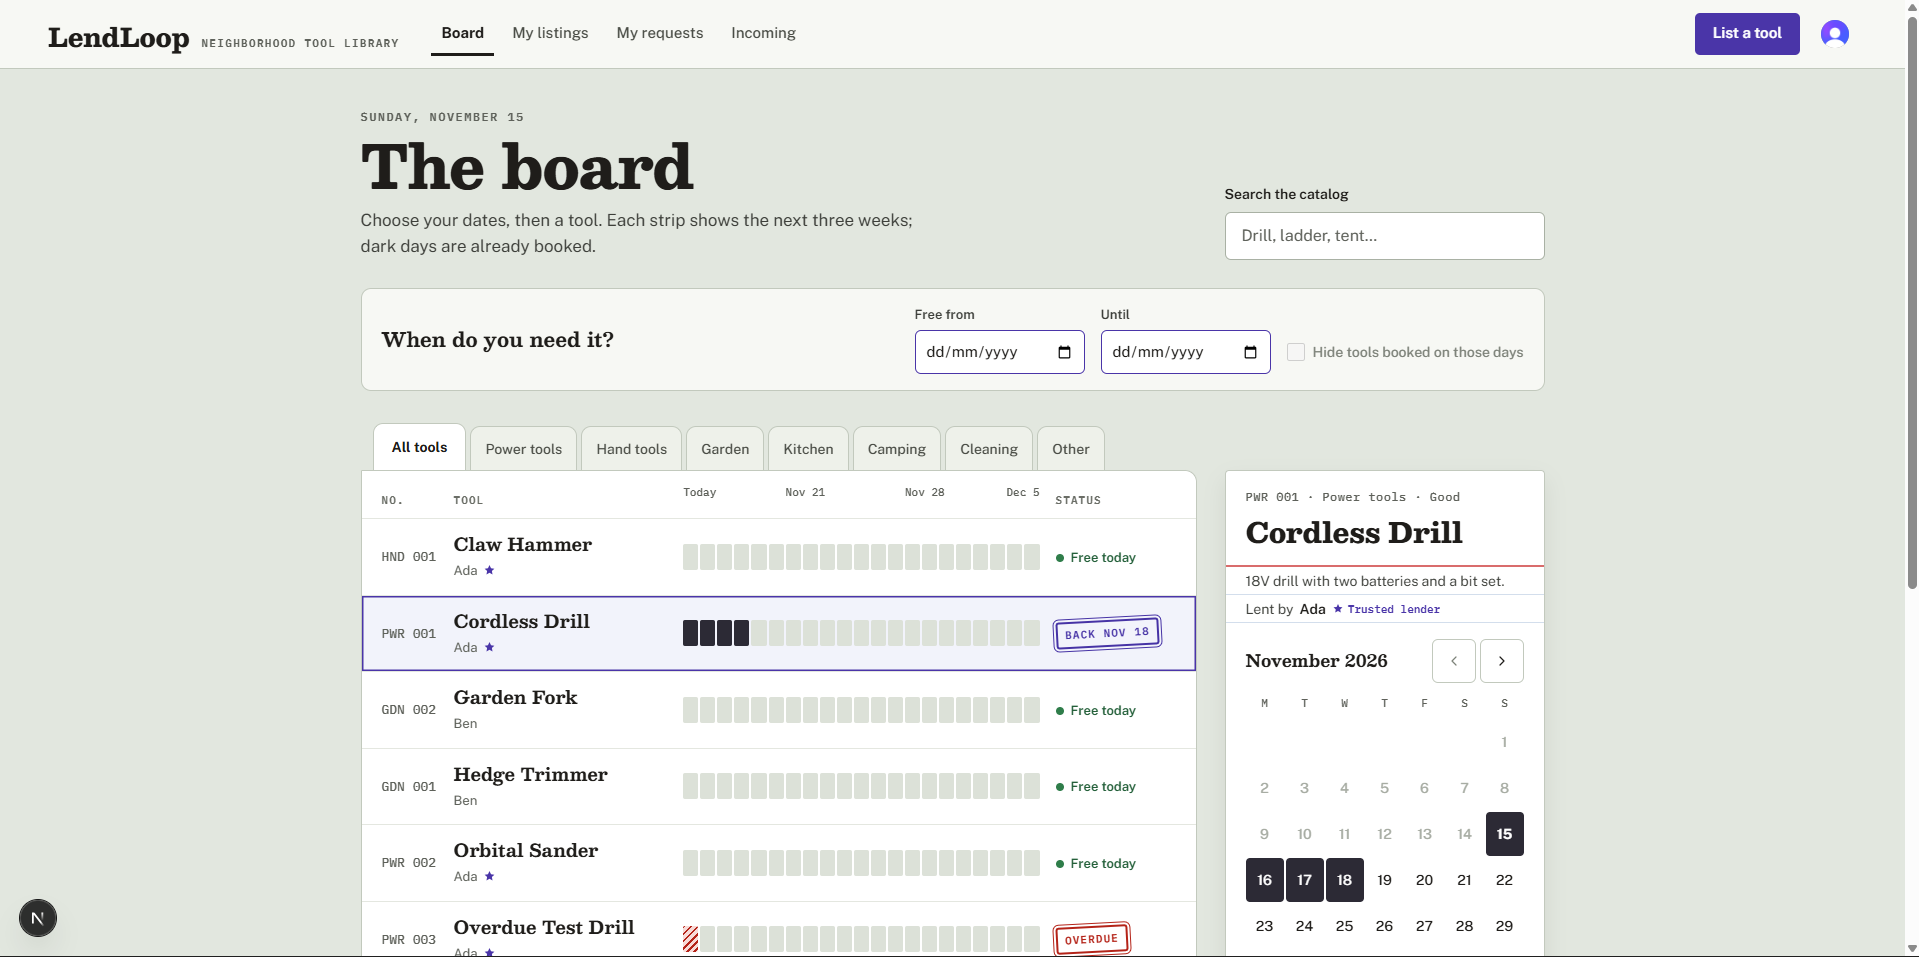 LendLoop NEIGHBORHOOD TOOL LIBRARY Board My listings My requests Incoming List a tool
SUNDAY, NOVEMBER 15
The board
Choose your dates, then a tool. Each strip shows the next three weeks;
dark days are already booked.
Search the catalog
Drill, ladder, tent...
When do you need it?
Free from
dd/mm/yyyy
Until
dd/mm/yyyy
Hide tools booked on those days
All tools Power tools Hand tools Garden Kitchen Camping Cleaning Other
NO. TOOL Today Nov 21 Nov 28 Dec 5 STATUS
HND 001 Claw Hammer Free today
Ada ★
PWR 001 Cordless Drill BACK NOV 18
Ada ★
GDN 002 Garden Fork Free today
Ben
GDN 001 Hedge Trimmer Free today
Ben
PWR 002 Orbital Sander Free today
Ada ★
PWR 003 Overdue Test Drill OVERDUE
Ada ★
PWR 001 · Power tools · Good
Cordless Drill
18V drill with two batteries and a bit set.
Lent by Ada ★ Trusted lender
November 2026
M T W T F S S
1
2 3 4 5 6 7 8
9 10 11 12 13 14 15
16 17 18 19 20 21 22
23 24 25 26 27 28 29
N